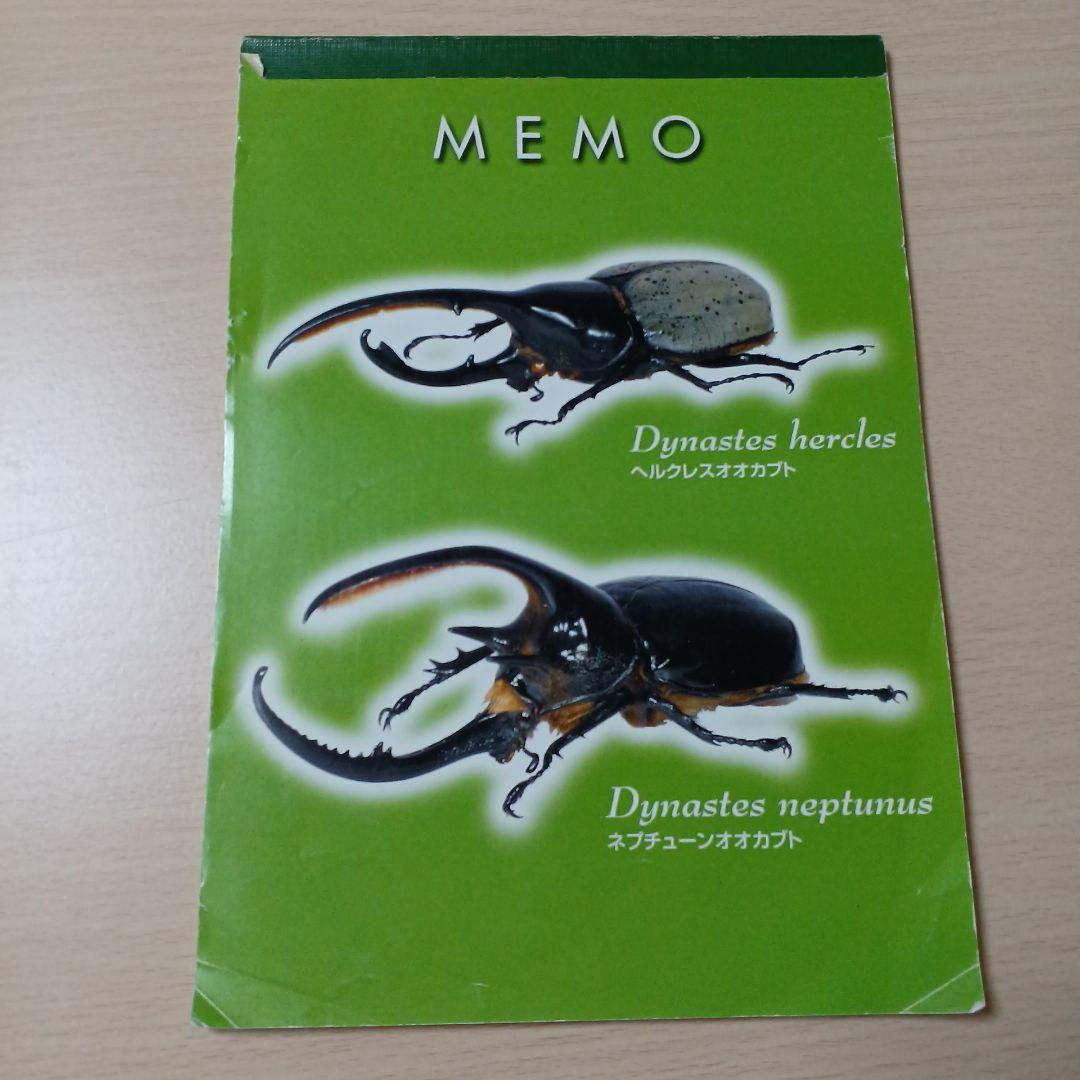 MEMO
Dynastes hercles
ヘルクレスオオカブト
Dynastes neptunus
ネプチューンオオカブト